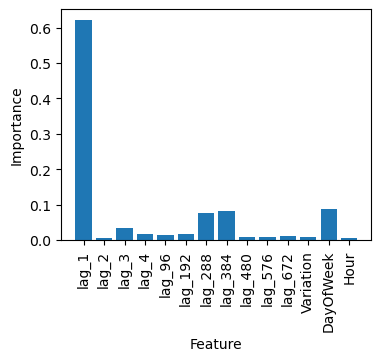 0.6
0.5
0.4
0.3
0.2
0.1
0.0
Importance
lag_1
lag_2
lag_3
lag_4
lag_96
lag_192
lag_288
lag_384
lag_480
lag_576
lag_672
Variation
DayOfWeek
Hour
Feature